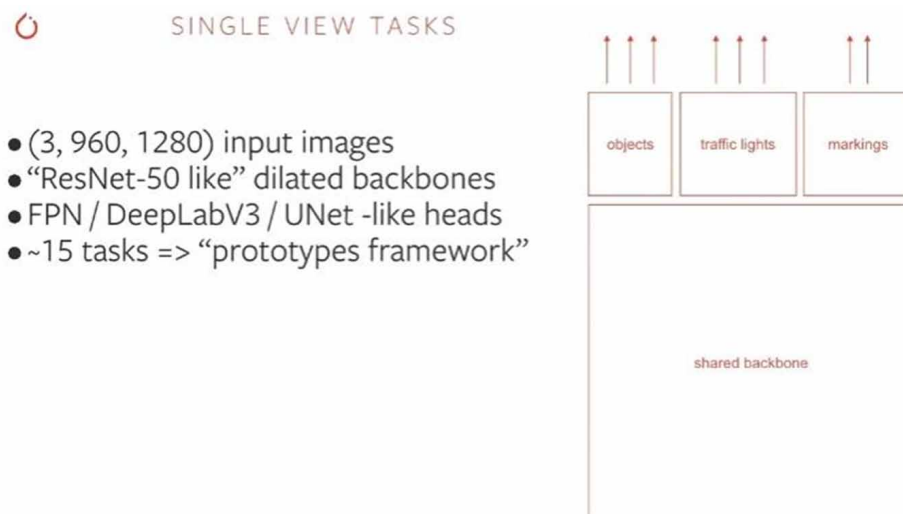 SINGLE VIEW TASKS
• (3, 960, 1280) input images
• “ResNet-50 like” dilated backbones
• FPN / DeepLabV3 / UNet -like heads
• ~15 tasks => “prototypes framework”
objects
traffic lights
markings
shared backbone